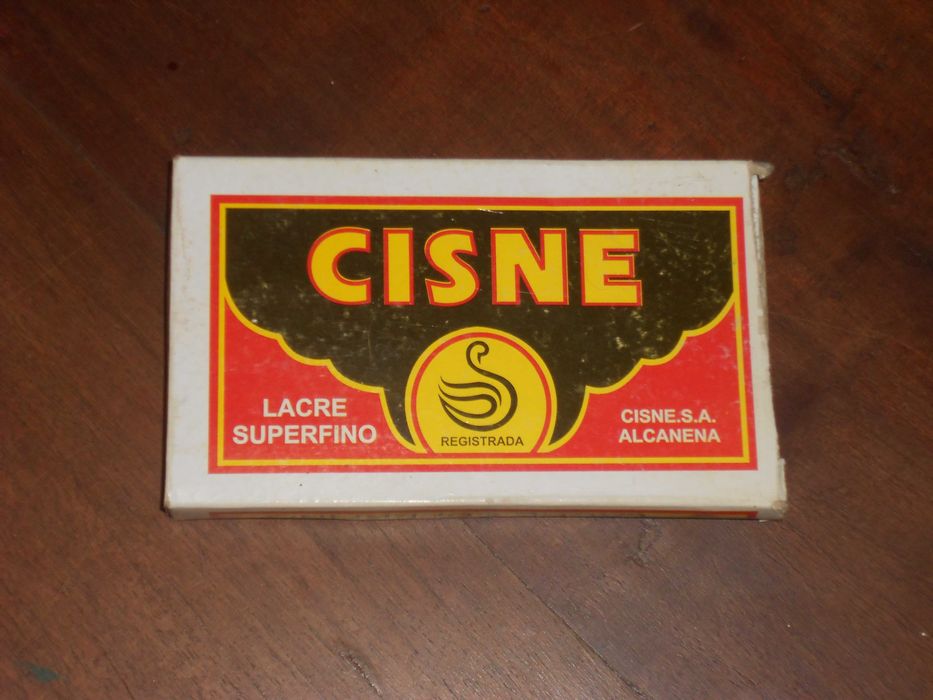 CISNE
LACRE
SUPERFINO
REGISTRADA
CISNE.S.A.
ALCANENA